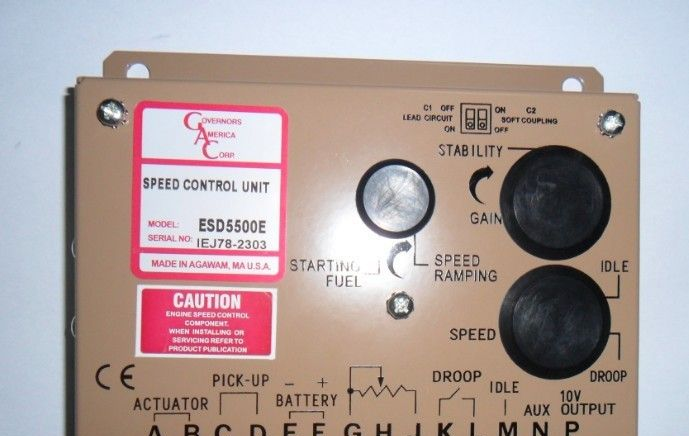 GOVERNORS
AMERICA
CORP.
SPEED CONTROL UNIT
MODEL: ESD5500E
SERIAL NO: IEJ78-2303
MADE IN AGAWAM, MA U.S.A.
CAUTION
ENGINE SPEED CONTROL
COMPONENT.
WHEN INSTALLING OR
SERVICING REFER TO
PRODUCT PUBLICATION
C1 OFF ON C2
LEAD CIRCUIT SOFT COUPLING
ON OFF
STABILITY
GAIN
STARTING
FUEL
SPEED
RAMPING
IDLE
SPEED
DROOP
CE
PICK-UP - + DROOP IDLE 10V
ACTUATOR BATTERY AUX OUTPUT
A B C D E F G H J K L M N P